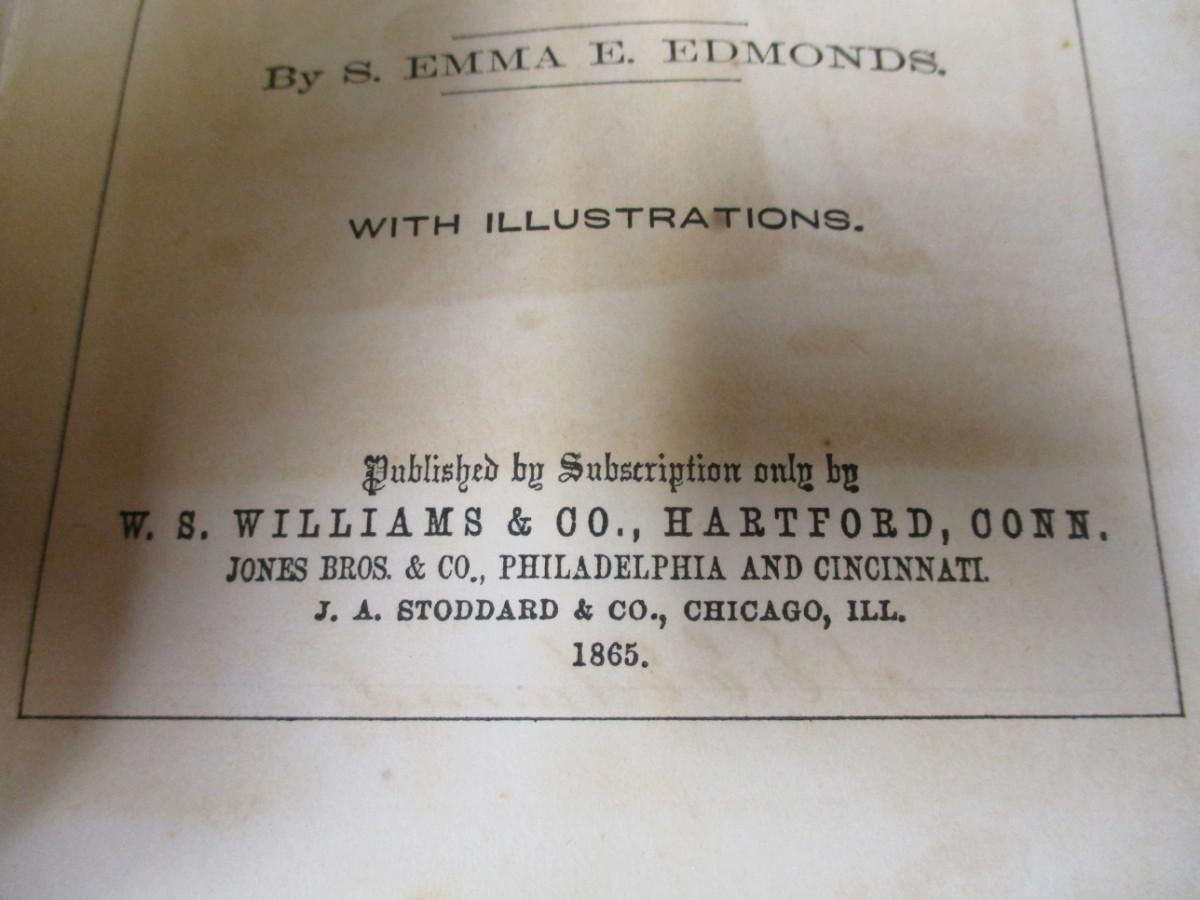 By S. EMMA E. EDMONDS.
WITH ILLUSTRATIONS.
Published by Subscription only by
W. S. WILLIAMS & CO., HARTFORD, CONN.
JONES BROS. & CO., PHILADELPHIA AND CINCINNATI.
J. A. STODDARD & CO., CHICAGO, ILL.
1865.